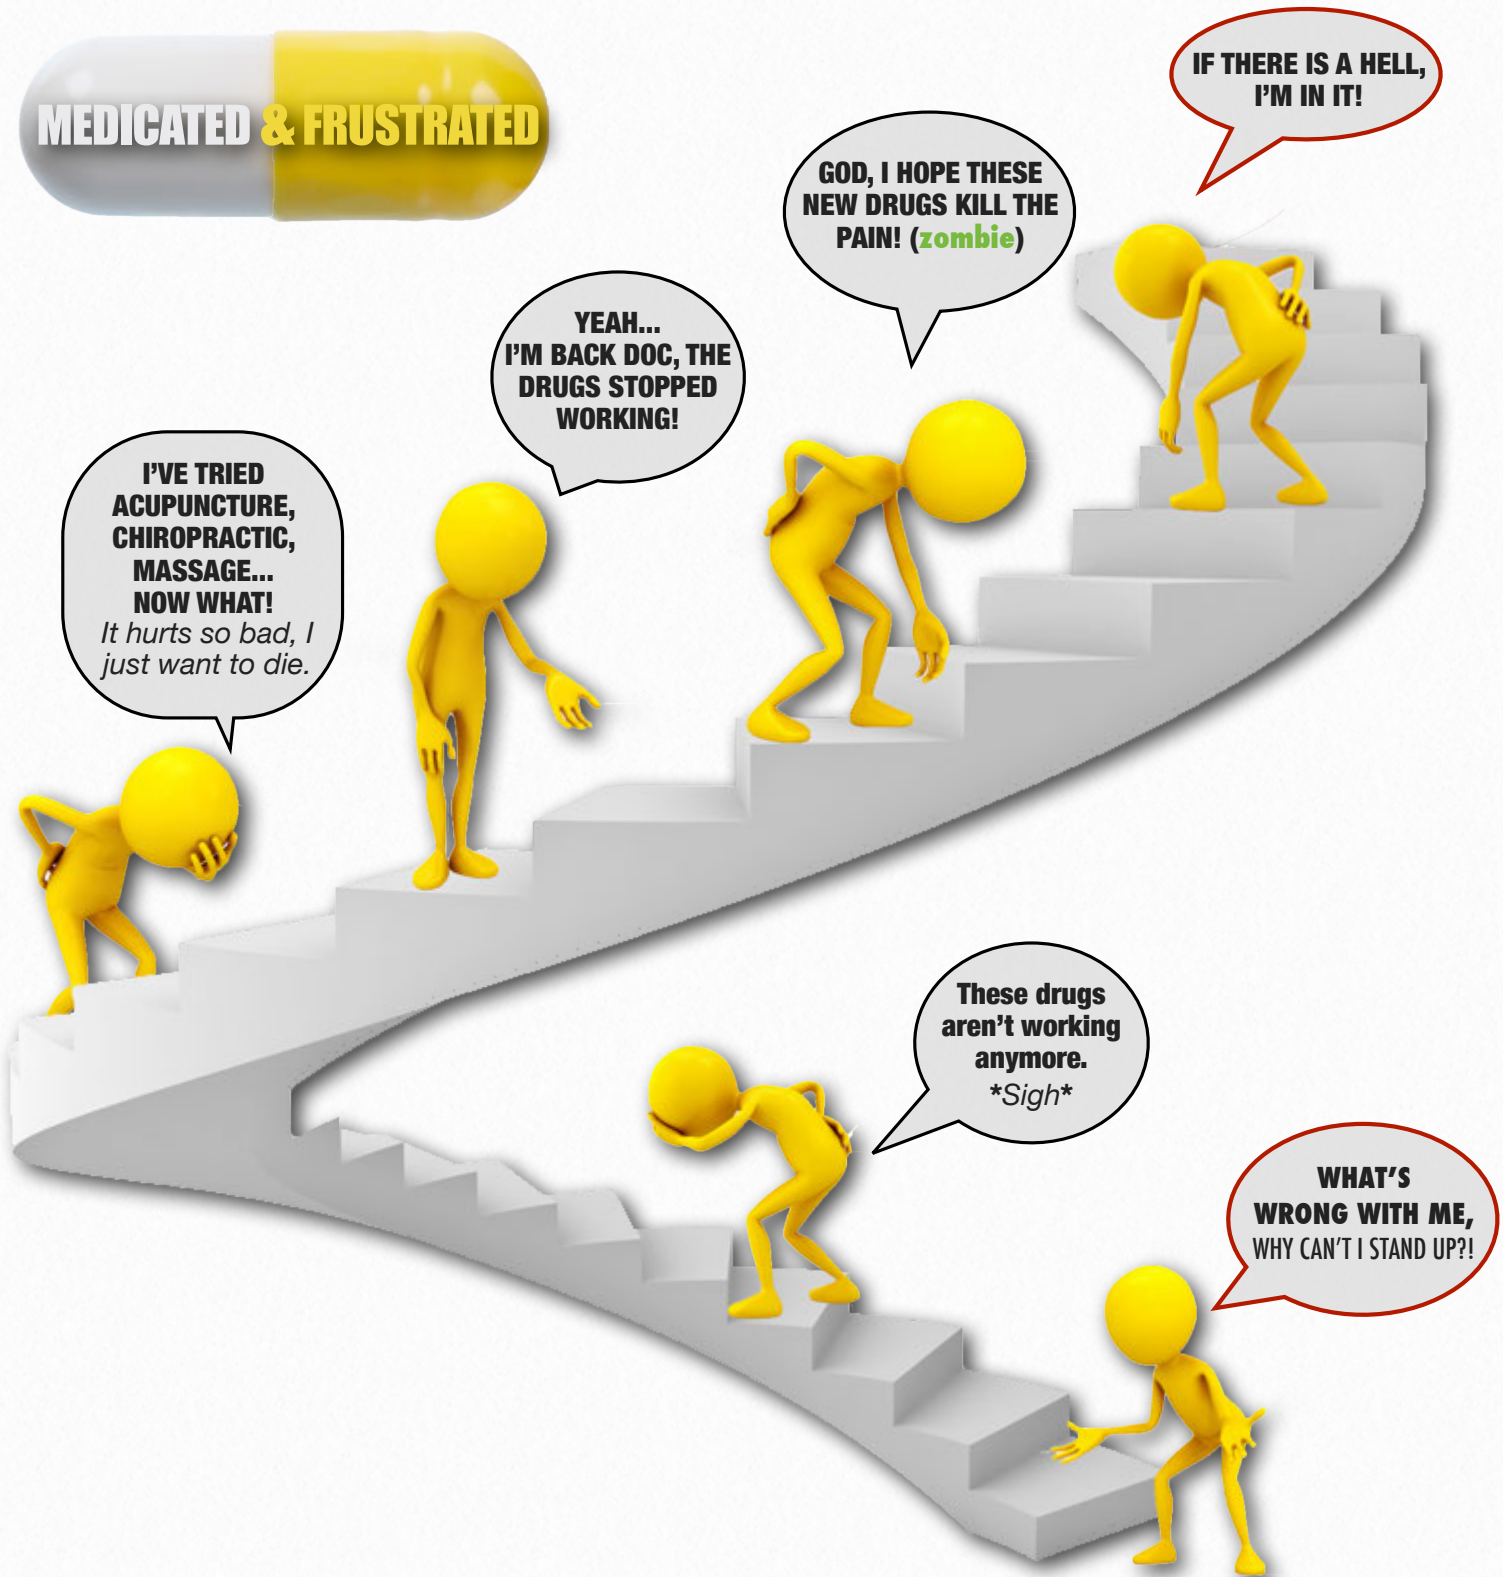 MEDICATED & FRUSTRATED
IF THERE IS A HELL,
I'M IN IT!
GOD, I HOPE THESE
NEW DRUGS KILL THE
PAIN! (zombie)
YEAH...
I'M BACK DOC, THE
DRUGS STOPPED
WORKING!
I'VE TRIED
ACUPUNCTURE,
CHIROPRACTIC,
MASSAGE...
NOW WHAT!
It hurts so bad, I
just want to die.
These drugs
aren't working
anymore.
*Sigh*
WHAT'S
WRONG WITH ME,
WHY CAN'T I STAND UP?!